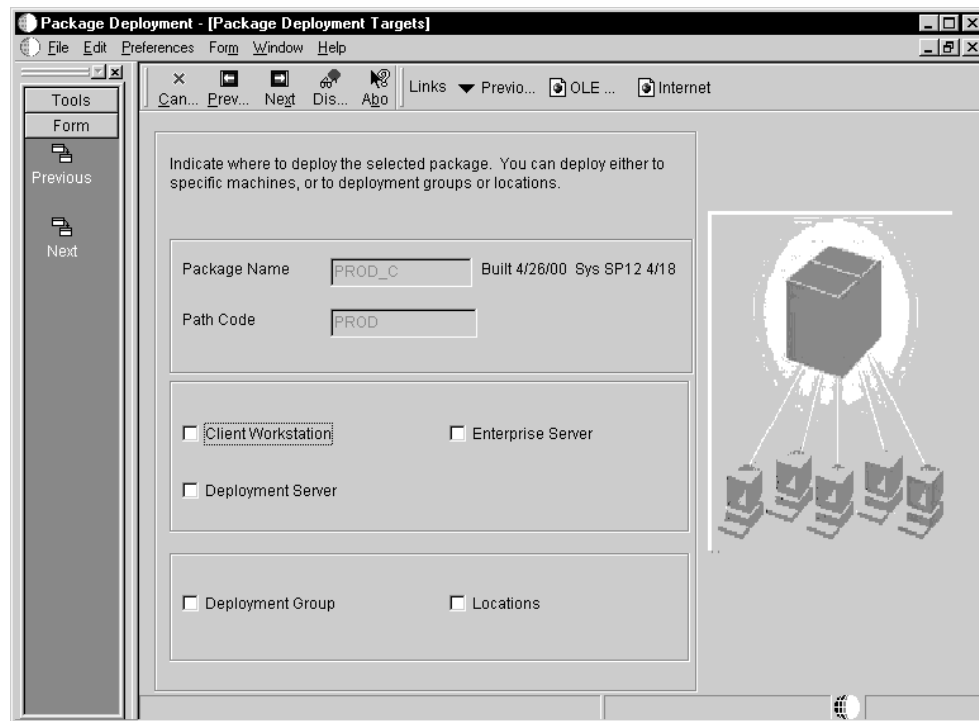 Package Deployment - [Package Deployment Targets]
File Edit Preferences Form Window Help
Tools
Form
Previous
Next
Can... Prev... Next Dis... Abo Links Previo... OLE ... Internet
Indicate where to deploy the selected package. You can deploy either to
specific machines, or to deployment groups or locations.
Package Name PROD_C Built 4/26/00 Sys SP12 4/18
Path Code PROD
Client Workstation Enterprise Server
Deployment Server
Deployment Group Locations